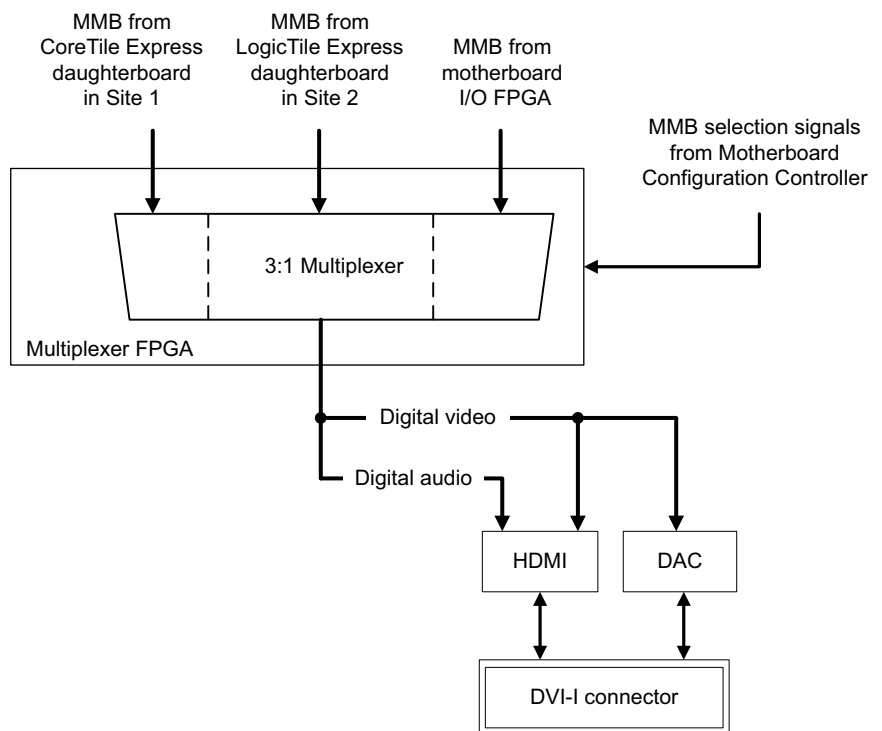 MMB from
CoreTile Express
daughterboard
in Site 1
MMB from
LogicTile Express
daughterboard
in Site 2
MMB from
motherboard
I/O FPGA
MMB selection signals
from Motherboard
Configuration Controller
3:1 Multiplexer
Multiplexer FPGA
Digital video
Digital audio
HDMI
DAC
DVI-I connector